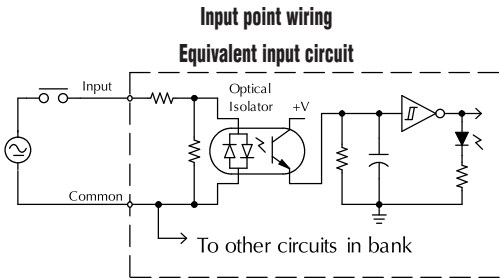 Input point wiring
Equivalent input circuit
Input
Optical
Isolator
+V
Common
To other circuits in bank